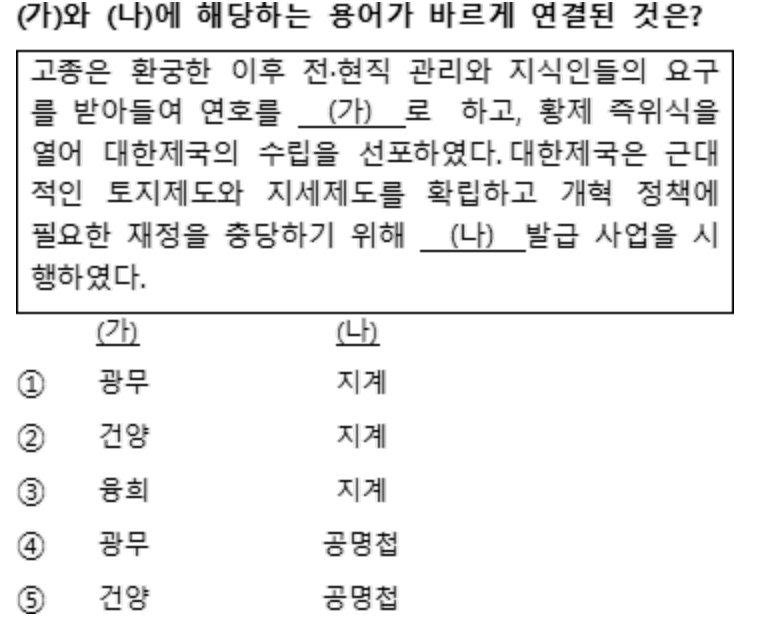 (가)와 (나)에 해당하는 용어가 바르게 연결된 것은?
고종은 환궁한 이후 전·현직 관리와 지식인들의 요구
를 받아들여 연호를 (가) 로 하고, 황제 즉위식을
열어 대한제국의 수립을 선포하였다. 대한제국은 근대
적인 토지제도와 지세제도를 확립하고 개혁 정책에
필요한 재정을 충당하기 위해 (나) 발급 사업을 시
행하였다.
(가) (나)
① 광무 지계
② 건양 지계
③ 융희 지계
④ 광무 공명첩
⑤ 건양 공명첩